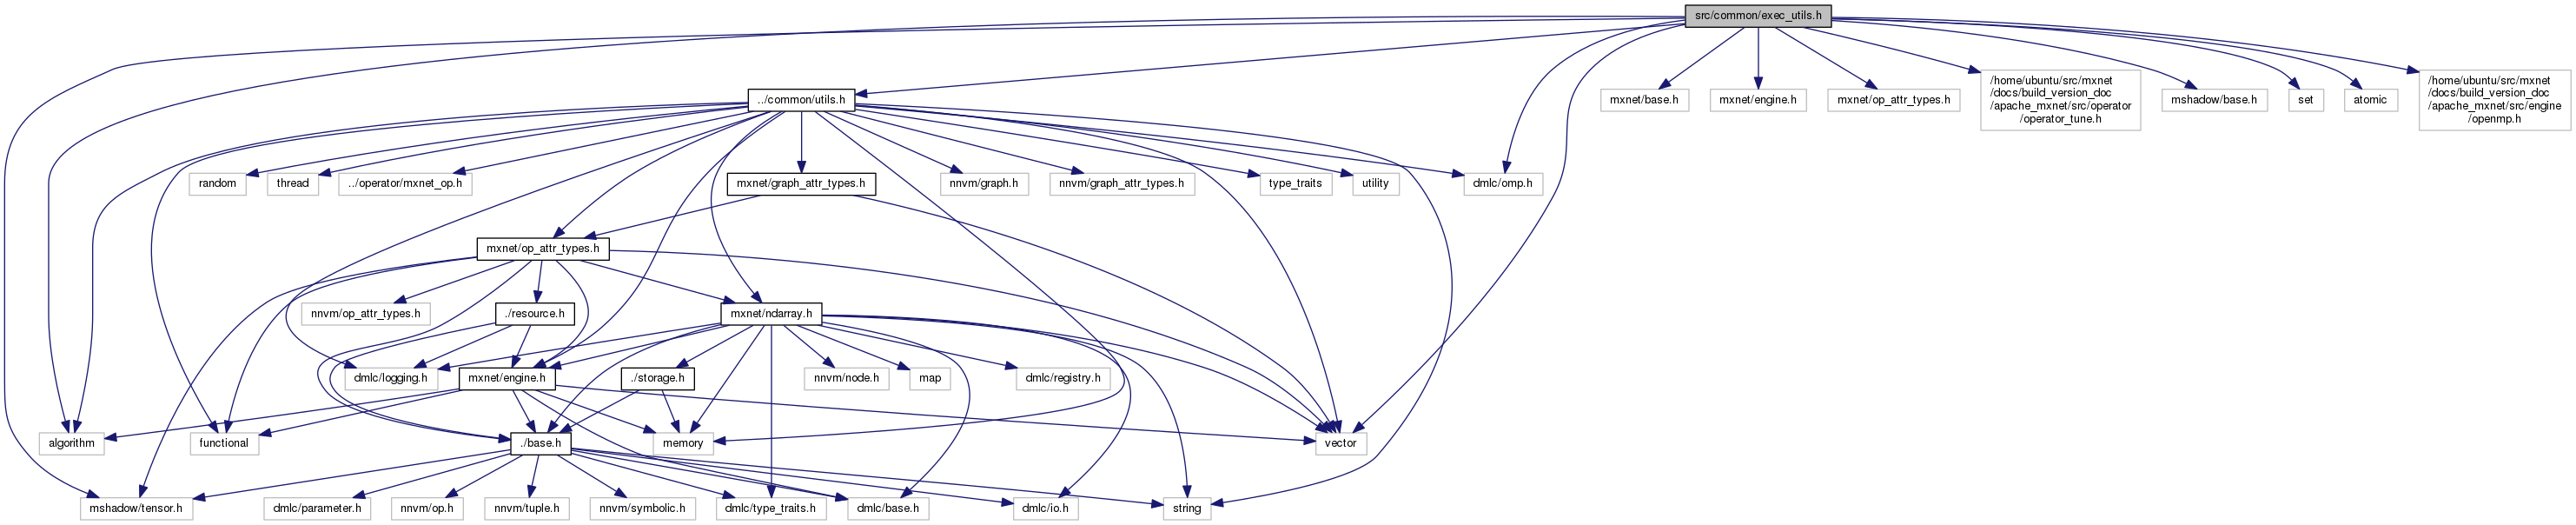 src/common/exec_utils.h
../common/utils.h
mxnet/base.h
mxnet/engine.h
mxnet/op_attr_types.h
/home/ubuntu/src/mxnet
/docs/build_version_doc
/apache_mxnet/src/operator
/operator_tune.h
mshadow/base.h
set
atomic
/home/ubuntu/src/mxnet
/docs/build_version_doc
/apache_mxnet/src/engine
/openmp.h
random
thread
../operator/mxnet_op.h
mxnet/graph_attr_types.h
nnvm/graph.h
nnvm/graph_attr_types.h
type_traits
utility
dmlc/omp.h
mxnet/op_attr_types.h
nnvm/op_attr_types.h
./resource.h
mxnet/ndarray.h
dmlc/logging.h
mxnet/engine.h
./storage.h
nnvm/node.h
map
dmlc/registry.h
algorithm
functional
./base.h
memory
vector
mshadow/tensor.h
dmlc/parameter.h
nnvm/op.h
nnvm/tuple.h
nnvm/symbolic.h
dmlc/type_traits.h
dmlc/base.h
dmlc/io.h
string